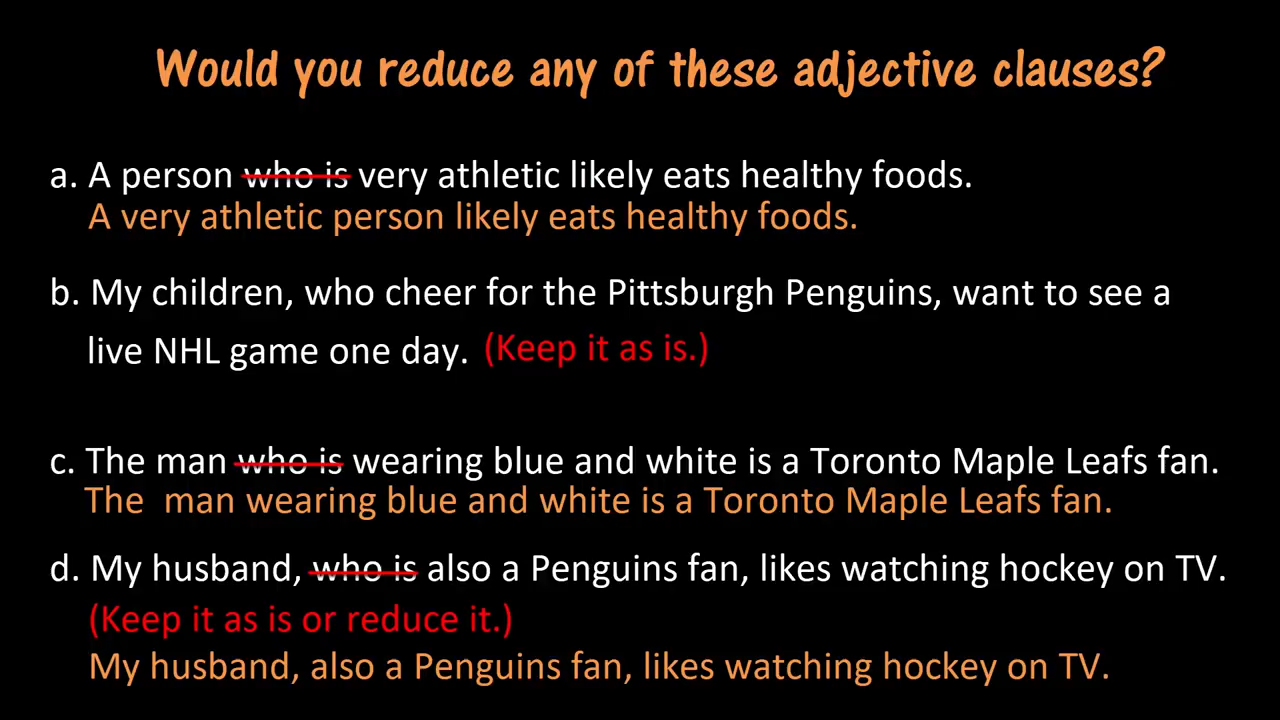 Would you reduce any of these adjective clauses?
a. A person who is very athletic likely eats healthy foods.
A very athletic person likely eats healthy foods.
b. My children, who cheer for the Pittsburgh Penguins, want to see a
live NHL game one day. (Keep it as is.)
c. The man who is wearing blue and white is a Toronto Maple Leafs fan.
The man wearing blue and white is a Toronto Maple Leafs fan.
d. My husband, who is also a Penguins fan, likes watching hockey on TV.
(Keep it as is or reduce it.)
My husband, also a Penguins fan, likes watching hockey on TV.